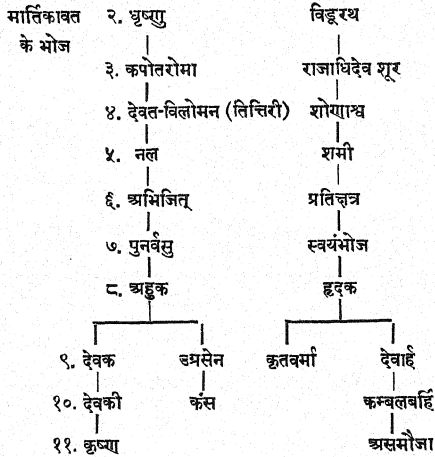 मार्तिकावत २. धृष्णु विडूरथ
के भोज
३. कपोतरोमा राजाधिदेव शूर
४. देवत-विलोमन (तित्तिरी) शोणाश्व
५. नल शमी
६. अभिजित् प्रतिक्षत्र
७. पुनर्वसु स्वयंभोज
८. अहुक हृदक
९. देवक उग्रसेन कृतवर्मा देवार्ह
१०. देवकी कंस कम्बलबर्हि
११. कृष्ण असमौजा